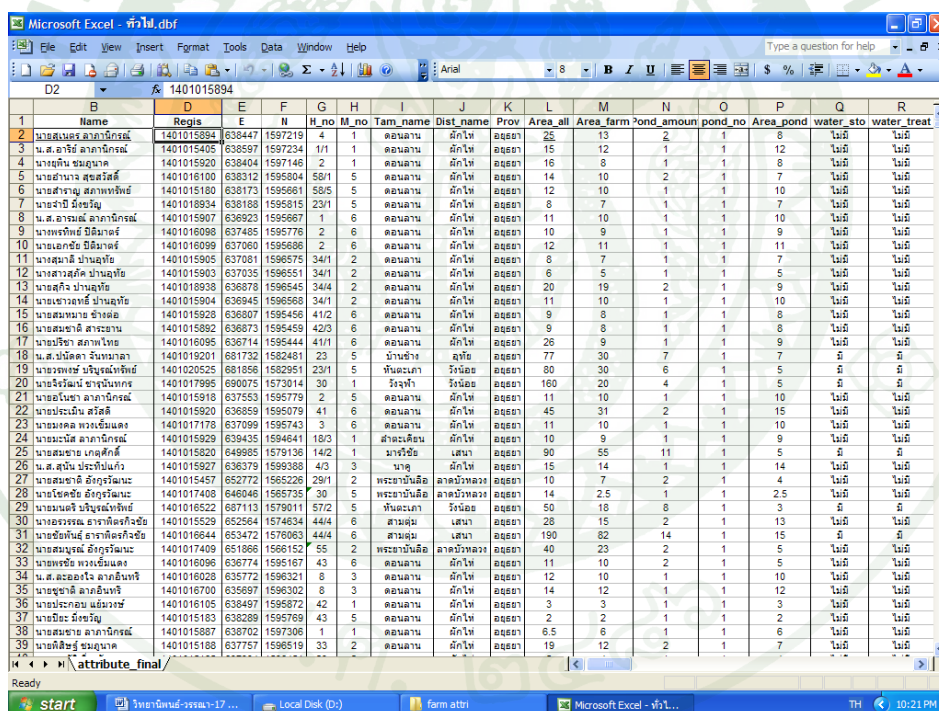 Microsoft Excel - ทั่วไป.dbf
File Edit View Insert Format Tools Data Window Help Type a question for help
Arial 8 B I U $ %
D2 fx 1401015894
B D E F G H I J K L M N O P Q R
1 Name Regis E N H_no M_no Tam_name Dist_name Prov Area_all Area_farm Pond_amoun pond_no Area_pond water_sto water_treat
2 นายสุเนตร ลาภานิกรณ์ 1401015894 638447 1597219 4 1 ดอนลาน ผักไห่ อยุธยา 25 13 2 1 8 ไม่มี ไม่มี
3 น.ส.อารีย์ ลาภานิกรณ์ 1401015405 638597 1597234 1/1 1 ดอนลาน ผักไห่ อยุธยา 15 12 1 1 12 ไม่มี ไม่มี
4 นางยุพิน ชมภูนาค 1401015920 638404 1597146 2 1 ดอนลาน ผักไห่ อยุธยา 16 8 1 1 8 ไม่มี ไม่มี
5 นายอำนาจ สุขสวัสดิ์ 1401016100 638312 1595804 58/1 5 ดอนลาน ผักไห่ อยุธยา 14 10 2 1 7 ไม่มี ไม่มี
6 นายสำราญ สภาพทรัพย์ 1401015180 638173 1595661 58/5 5 ดอนลาน ผักไห่ อยุธยา 12 10 1 1 10 ไม่มี ไม่มี
7 นายจำปี มิ่งขวัญ 1401018934 638188 1595815 23/1 5 ดอนลาน ผักไห่ อยุธยา 8 7 1 1 7 ไม่มี ไม่มี
8 น.ส.อารมณ์ ลาภานิกรณ์ 1401015907 636923 1595667 1 6 ดอนลาน ผักไห่ อยุธยา 11 10 1 1 10 ไม่มี ไม่มี
9 นางพรทิพย์ ปิติมาตร์ 1401016098 637485 1595776 2 6 ดอนลาน ผักไห่ อยุธยา 10 9 1 1 9 ไม่มี ไม่มี
10 นายเอกชัย ปิติมาตร์ 1401016099 637060 1595686 2 6 ดอนลาน ผักไห่ อยุธยา 12 11 1 1 11 ไม่มี ไม่มี
11 นางสุมาลี ปานอุทัย 1401015905 637081 1596575 34/1 2 ดอนลาน ผักไห่ อยุธยา 8 7 1 1 7 ไม่มี ไม่มี
12 นางสาวสุภัค ปานอุทัย 1401015903 637035 1596551 34/1 2 ดอนลาน ผักไห่ อยุธยา 6 5 1 1 5 ไม่มี ไม่มี
13 นายสุกิจ ปานอุทัย 1401018938 636878 1596545 34/4 2 ดอนลาน ผักไห่ อยุธยา 20 19 2 1 9 ไม่มี ไม่มี
14 นายเชาวฤทธิ์ ปานอุทัย 1401015904 636945 1596568 34/1 2 ดอนลาน ผักไห่ อยุธยา 11 10 1 1 10 ไม่มี ไม่มี
15 นายสมหมาย ช้างต่อ 1401015928 636807 1595456 41/2 6 ดอนลาน ผักไห่ อยุธยา 9 8 1 1 8 ไม่มี ไม่มี
16 นายสมชาติ สาระยาน 1401015892 636873 1595459 42/3 6 ดอนลาน ผักไห่ อยุธยา 9 8 1 1 8 ไม่มี ไม่มี
17 นายปรีชา สภาพไทย 1401016095 636714 1595444 41/1 6 ดอนลาน ผักไห่ อยุธยา 26 9 1 1 9 ไม่มี ไม่มี
18 น.ส.ปนัดดา จันทมาลา 1401019201 681732 1582481 23 5 บ้านช้าง อุทัย อยุธยา 77 30 7 1 7 มี มี
19 นายวรพงษ์ บริบูรณ์ทรัพย์ 1401020525 681856 1582951 23/1 5 หันตะเภา วังน้อย อยุธยา 80 30 6 1 5 มี มี
20 นายจิรวัฒน์ ชารุนันทกร 1401017995 690075 1573014 30 1 วังจุฬา วังน้อย อยุธยา 160 20 4 1 5 มี มี
21 นายอโนชา ลาภานิกรณ์ 1401015918 637553 1595779 2 5 ดอนลาน ผักไห่ อยุธยา 11 10 1 1 10 ไม่มี ไม่มี
22 นายประเมิน สวัสดี 1401015920 636859 1595079 41 6 ดอนลาน ผักไห่ อยุธยา 45 31 2 1 15 ไม่มี ไม่มี
23 นายมงคล พวงเข็มแดง 1401017178 637099 1595743 3 6 ดอนลาน ผักไห่ อยุธยา 11 10 1 1 10 ไม่มี ไม่มี
24 นายมะนัส ลาภานิกรณ์ 1401015929 639435 1594641 18/3 1 ลำตะเคียน ผักไห่ อยุธยา 10 9 1 1 9 ไม่มี ไม่มี
25 นายสมชาย เกตุศักดิ์ 1401015820 649985 1579136 14/2 1 มารวิชัย เสนา อยุธยา 90 55 11 1 5 มี มี
26 น.ส.สุนัน ประทีปแก้ว 1401015927 636379 1599388 4/3 3 นาคู ผักไห่ อยุธยา 15 14 1 1 14 ไม่มี ไม่มี
27 นายสมชาติ อังกูรวัฒนะ 1401015457 652772 1565226 29/1 2 พระยาบันลือ ลาดบัวหลวง อยุธยา 10 7 2 1 4 ไม่มี ไม่มี
28 นายโชคชัย อังกูรวัฒนะ 1401017408 646046 1565735 30 5 พระยาบันลือ ลาดบัวหลวง อยุธยา 14 2.5 1 1 2.5 ไม่มี ไม่มี
29 นายมนตรี บริบูรณ์ทรัพย์ 1401016522 687113 1579011 57/2 5 หันตะเภา วังน้อย อยุธยา 50 18 8 1 3 มี มี
30 นางอรวรรณ ธาราพิตรกิจชัย 1401015529 652564 1574634 44/4 6 สามตุ่ม เสนา อยุธยา 28 15 2 1 13 ไม่มี ไม่มี
31 นายชัยพันธุ์ ธาราพิตรกิจชัย 1401016644 653472 1576063 44/4 6 สามตุ่ม เสนา อยุธยา 190 82 14 1 15 มี มี
32 นายสมบูรณ์ อังกูรวัฒนะ 1401017409 651866 1566152 55 2 พระยาบันลือ ลาดบัวหลวง อยุธยา 40 23 2 1 5 ไม่มี ไม่มี
33 นายพรชัย พวงเข็มแดง 1401016096 636774 1595167 43 6 ดอนลาน ผักไห่ อยุธยา 11 10 2 1 5 ไม่มี ไม่มี
34 น.ส.ละอองใจ ลาภอินทรี 1401016028 635772 1596321 8 3 ดอนลาน ผักไห่ อยุธยา 12 10 1 1 10 ไม่มี ไม่มี
35 นายชูชาติ ลาภอินทรี 1401016700 635697 1596302 8 3 ดอนลาน ผักไห่ อยุธยา 14 12 1 1 12 ไม่มี ไม่มี
36 นายประกอบ แย้มวงษ์ 1401016105 638497 1595872 42 1 ดอนลาน ผักไห่ อยุธยา 3 3 1 1 3 ไม่มี ไม่มี
37 นายปิยะ มิ่งขวัญ 1401015183 638289 1595769 43 5 ดอนลาน ผักไห่ อยุธยา 2 2 1 1 2 ไม่มี ไม่มี
38 นายสมชาย ลาภานิกรณ์ 1401015887 638702 1597306 1 1 ดอนลาน ผักไห่ อยุธยา 6.5 6 1 1 6 ไม่มี ไม่มี
39 นายพิสิษฐ์ ชมภูนาค 1401015188 637757 1596519 33 2 ดอนลาน ผักไห่ อยุธยา 19 12 2 1 7 ไม่มี ไม่มี
attribute_final
Ready
start วิทยานิพนธ์-วรรณา-17 ... Local Disk (D:) farm attri Microsoft Excel - ทั่วไ... TH 10:21 PM